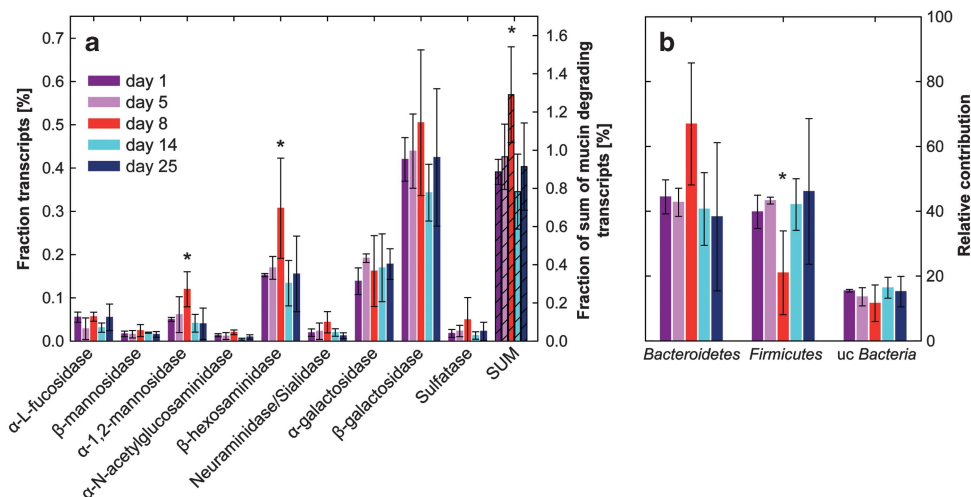 a
0.7
0.6
0.5
0.4
0.3
0.2
0.1
0.0
Fraction transcripts [%]
day 1
day 5
day 8
day 14
day 25
*
*
*
1.6
1.4
1.2
1.0
0.8
0.6
0.4
0.2
0.0
Fraction of sum of mucin degrading
transcripts [%]
α-L-fucosidase
β-mannosidase
α-1,2-mannosidase
α-N-acetylglucosaminidase
β-hexosaminidase
Neuraminidase/Sialidase
α-galactosidase
β-galactosidase
Sulfatase
SUM
b
*
100
80
60
40
20
0
Relative contribution
Bacteroidetes
Firmicutes
uc Bacteria